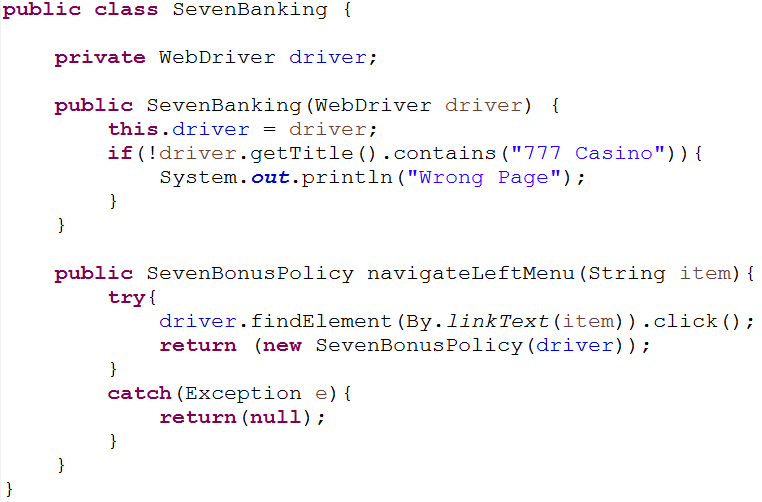 public class SevenBanking {
private WebDriver driver;
public SevenBanking(WebDriver driver) {
this.driver = driver;
if(!driver.getTitle().contains("777 Casino")){
System.out.println("Wrong Page");
}
}
public SevenBonusPolicy navigateLeftMenu(String item){
try{
driver.findElement(By.linkText(item)).click();
return (new SevenBonusPolicy(driver));
}
catch(Exception e){
return(null);
}
}
}